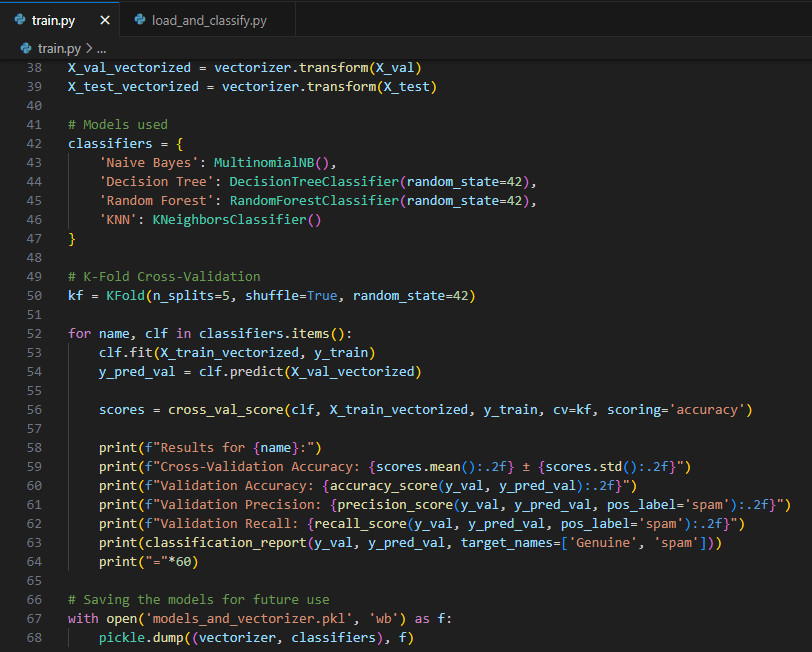 train.py × load_and_classify.py
train.py > ...
38 X_val_vectorized = vectorizer.transform(X_val)
39 X_test_vectorized = vectorizer.transform(X_test)
40
41 # Models used
42 classifiers = {
43     'Naive Bayes': MultinomialNB(),
44     'Decision Tree': DecisionTreeClassifier(random_state=42),
45     'Random Forest': RandomForestClassifier(random_state=42),
46     'KNN': KNeighborsClassifier()
47 }
48
49 # K-Fold Cross-Validation
50 kf = KFold(n_splits=5, shuffle=True, random_state=42)
51
52 for name, clf in classifiers.items():
53     clf.fit(X_train_vectorized, y_train)
54     y_pred_val = clf.predict(X_val_vectorized)
55
56     scores = cross_val_score(clf, X_train_vectorized, y_train, cv=kf, scoring='accuracy')
57
58     print(f"Results for {name}:")
59     print(f"Cross-Validation Accuracy: {scores.mean():.2f} ± {scores.std():.2f}")
60     print(f"Validation Accuracy: {accuracy_score(y_val, y_pred_val):.2f}")
61     print(f"Validation Precision: {precision_score(y_val, y_pred_val, pos_label='spam'):.2f}")
62     print(f"Validation Recall: {recall_score(y_val, y_pred_val, pos_label='spam'):.2f}")
63     print(classification_report(y_val, y_pred_val, target_names=['Genuine', 'spam']))
64     print("="*60)
65
66 # Saving the models for future use
67 with open('models_and_vectorizer.pkl', 'wb') as f:
68     pickle.dump((vectorizer, classifiers), f)